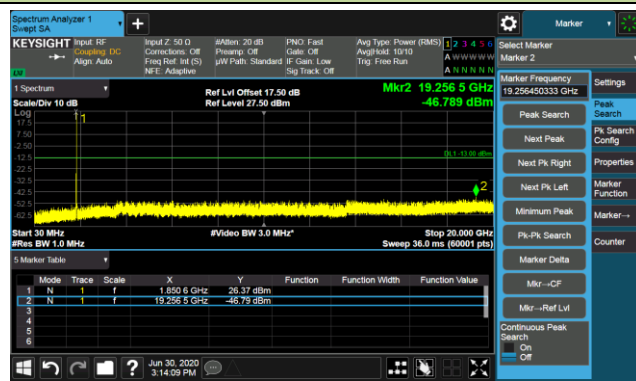 Spectrum Analyzer 1
Swept SA
Marker
KEYSIGHT
Input: RF
Coupling: DC
Align: Auto
Input Z: 50 Ω
Corrections: Off
Freq Ref: Int (S)
NFE: Adaptive
#Atten: 20 dB
Preamp: Off
µW Path: Standard
PNO: Fast
Gate: Off
IF Gain: Low
Sig Track: Off
Avg Type: Power (RMS)
Avg|Hold: 10/10
Trig: Free Run
1 2 3 4 5 6
A W W W W W
A N N N N N
Select Marker
Marker 2
1 Spectrum
Scale/Div 10 dB
Ref Lvl Offset 17.50 dB
Ref Level 27.50 dBm
Mkr2 19.256 5 GHz
-46.789 dBm
Log
17.5
7.50
-2.50
-12.5
-22.5
-32.5
-42.5
-52.5
-62.5
1
DL1 -13.00 dBm
2
Start 30 MHz
#Res BW 1.0 MHz
#Video BW 3.0 MHz*
Stop 20.000 GHz
Sweep 36.0 ms (60001 pts)
5 Marker Table
Mode Trace Scale X Y Function Function Width Function Value
1 N 1 f 1.850 6 GHz 26.37 dBm
2 N 1 f 19.256 5 GHz -46.79 dBm
3
4
5
6
Jun 30, 2020
3:14:09 PM
Marker Frequency
19.256450333 GHz
Peak Search
Next Peak
Next Pk Right
Next Pk Left
Minimum Peak
Pk-Pk Search
Marker Delta
Mkr→CF
Mkr→Ref Lvl
Continuous Peak
Search
On
Off
Settings
Peak
Search
Pk Search
Config
Properties
Marker
Function
Marker→
Counter